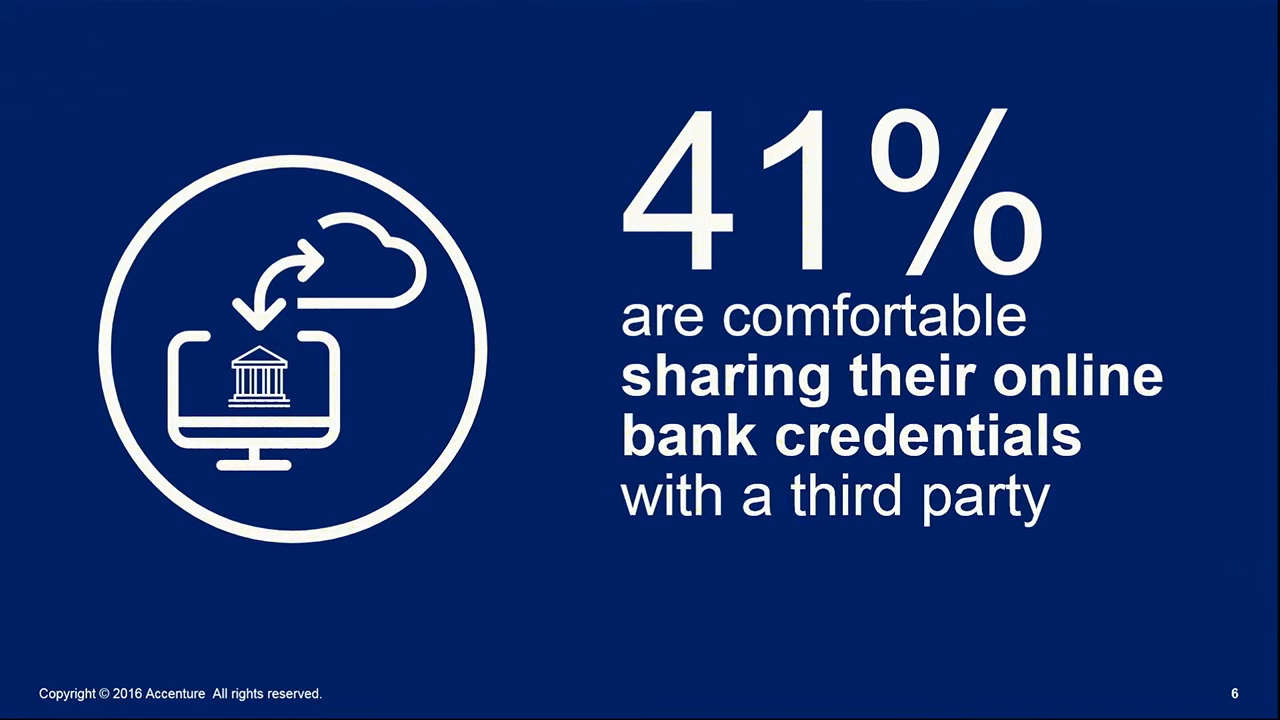 41%
are comfortable
sharing their online
bank credentials
with a third party
Copyright © 2016 Accenture All rights reserved.
6